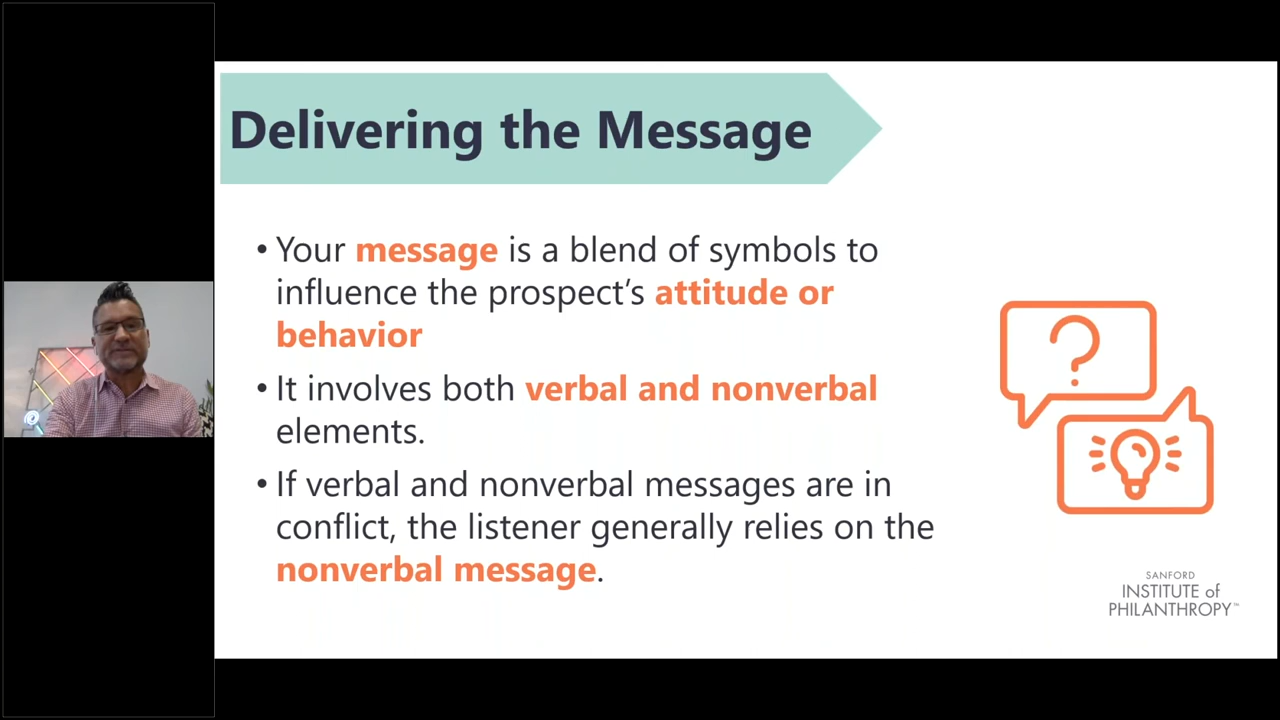 Delivering the Message
• Your message is a blend of symbols to
influence the prospect’s attitude or
behavior
• It involves both verbal and nonverbal
elements.
• If verbal and nonverbal messages are in
conflict, the listener generally relies on the
nonverbal message.
SANFORD
INSTITUTE of
PHILANTHROPY™